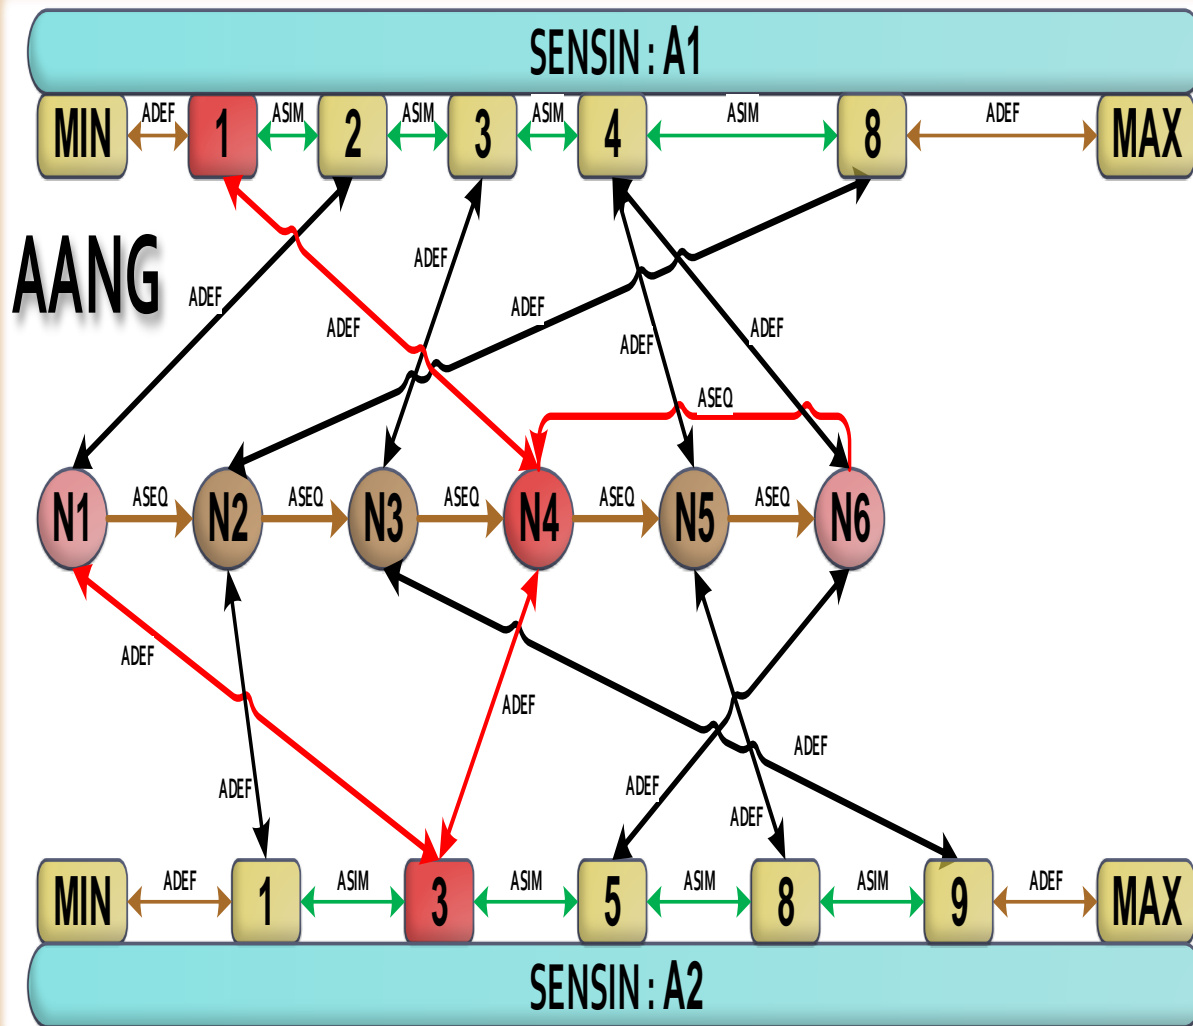 SENSIN : A1
MIN ADEF 1 ASIM 2 ASIM 3 ASIM 4 ASIM 8 ADEF MAX
AANG
ADEF
ADEF
ADEF
ADEF
ADEF
ADEF
ASEQ
N1 ASEQ N2 ASEQ N3 ASEQ N4 ASEQ N5 ASEQ N6
ADEF
ADEF
ADEF
ADEF
ADEF
ADEF
MIN ADEF 1 ASIM 3 ASIM 5 ASIM 8 ASIM 9 ADEF MAX
SENSIN : A2